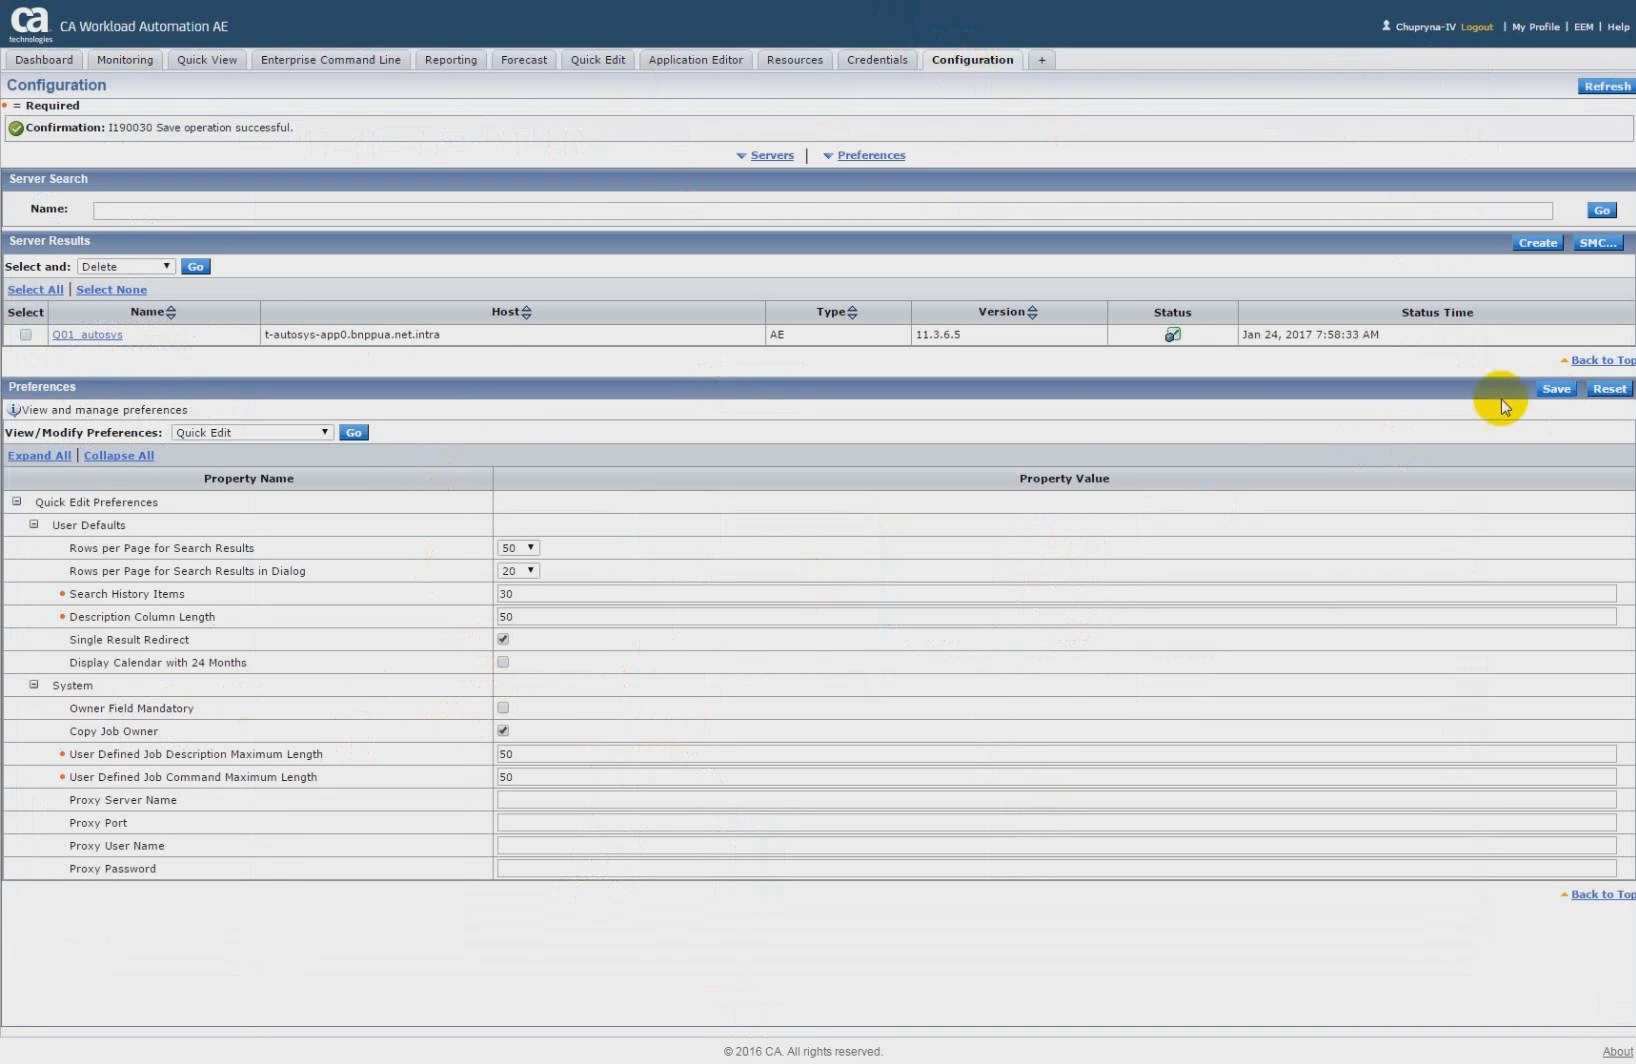 ca
technologies
CA Workload Automation AE
Chupryna-IV Logout | My Profile | EEM | Help
Dashboard Monitoring Quick View Enterprise Command Line Reporting Forecast Quick Edit Application Editor Resources Credentials Configuration +
Configuration
Refresh
= Required
Confirmation: I190030 Save operation successful.
Servers | Preferences
Server Search
Name:
Go
Server Results
Create SMC...
Select and: Delete Go
Select All | Select None
Select Name Host Type Version Status Status Time
Q01_autosys t-autosys-app0.bnppua.net.intra AE 11.3.6.5 Jan 24, 2017 7:58:33 AM
Back to Top
Preferences
Save Reset
View and manage preferences
View/Modify Preferences: Quick Edit Go
Expand All | Collapse All
Property Name Property Value
Quick Edit Preferences
User Defaults
Rows per Page for Search Results 50
Rows per Page for Search Results in Dialog 20
Search History Items 30
Description Column Length 50
Single Result Redirect
Display Calendar with 24 Months
System
Owner Field Mandatory
Copy Job Owner
User Defined Job Description Maximum Length 50
User Defined Job Command Maximum Length 50
Proxy Server Name
Proxy Port
Proxy User Name
Proxy Password
Back to Top
© 2016 CA. All rights reserved.
About